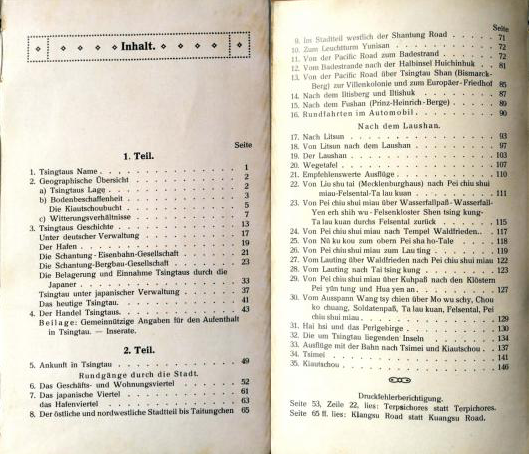 Inhalt.
Seite
1. Teil.
1. Tsingtaus Name . . . . . 1
2. Geographische Übersicht . . . . . 2
a) Tsingtaus Lage . . . . . 2
b) Bodenbeschaffenheit . . . . . 3
Die Kiautschoubucht . . . . . 5
c) Witterungsverhältnisse . . . . . 7
3. Tsingtaus Geschichte . . . . . 13
Unter deutscher Verwaltung . . . . . 17
Der Hafen . . . . . 19
Die Schantung-Eisenbahn-Gesellschaft . . . . . 21
Die Schantung-Bergbau-Gesellschaft . . . . . 23
Die Belagerung und Einnahme Tsingtaus durch die
Japaner . . . . . 33
Tsingtau unter japanischer Verwaltung . . . . . 37
Das heutige Tsingtau. . . . . . 41
4. Der Handel Tsingtaus. . . . . . 43
Beilage: Gemeinnützige Angaben für den Aufenthalt
in Tsingtau. — Inserate.
2. Teil.
5. Ankunft in Tsingtau . . . . . 49
Rundgänge durch die Stadt.
6. Das Geschäfts- und Wohnungsviertel . . . . . 52
7. Das japanische Viertel . . . . . 61
das Hafenviertel . . . . . 63
8. Der östliche und nordwestliche Stadtteil bis Taitungchen 65
Seite
9. Im Stadtteil westlich der Shantung Road . . . . . 71
10. Zum Leuchtturm Yunisan . . . . . 72
11. Von der Pacific Road zum Badestrand . . . . . 72
12. Vom Badestrande nach der Halbinsel Huichinhuk . . . . . 81
13. Von der Pacific Road über Tsingtau Shan (Bismarck-
Berg) zur Villenkolonie und zum Europäer-Friedhof 85
14. Nach dem Iltisberg und Iltishuk . . . . . 87
15. Nach dem Fushan (Prinz-Heinrich-Berge) . . . . . 89
16. Rundfahrten im Automobil . . . . . 90
Nach dem Laushan.
17. Nach Litsun . . . . . 93
18. Von Litsun nach dem Laushan . . . . . 97
19. Der Laushan . . . . . 103
20. Wegetafel . . . . . 107
21. Empfehlenswerte Ausflüge . . . . . 110
22. Von Liu shu tai (Mecklenburghaus) nach Pei chiu shui
miau-Felsental-Ta lau kuan . . . . . 111
23. Von Pei chiu shui miau über Wasserfallpaß-Wasserfall-
Yen erh shih wu-Felsenkloster Shen tsing kung-
Ta lau kuan durchs Felsental zurück . . . . . 115
24. Von Pei chiu shui miau nach Tempel Waldfrieden. . 117
25. Von Nü ku kou zum obern Pei sha ho-Tale . . . . . 118
26. Von Pei chiu shui miau zum Lau ting . . . . . 119
27. Vom Lauting über Waldfrieden nach Pei chiu shui miau 122
28. Vom Lauting nach Tai tsing kung . . . . . 123
29. Von Pei chiu shui miau über Kuhpaß nach den Klöstern
Pei yün tung und Hua yen an . . . . . 127
30. Vom Ausspann Wang tsy chien über Mo wu schy, Chou
ko chuang, Soldatenpaß, Ta lau kuan, Felsental, Pei
chiu shui miau . . . . . 129
31. Hai hsi und das Perlgebirge . . . . . 130
32. Die um Tsingtau liegenden Inseln . . . . . 134
33. Ausflüge mit der Bahn nach Tsimei und Kiautschou . . 137
34. Tsimei . . . . . 141
35. Kiautschou . . . . . 146
Druckfehlerberichtigung.
Seite 53, Zeile 22, lies: Terpsichores statt Terpichores.
Seite 65 ff. lies: Kiangsu Road statt Kuangsu Road.